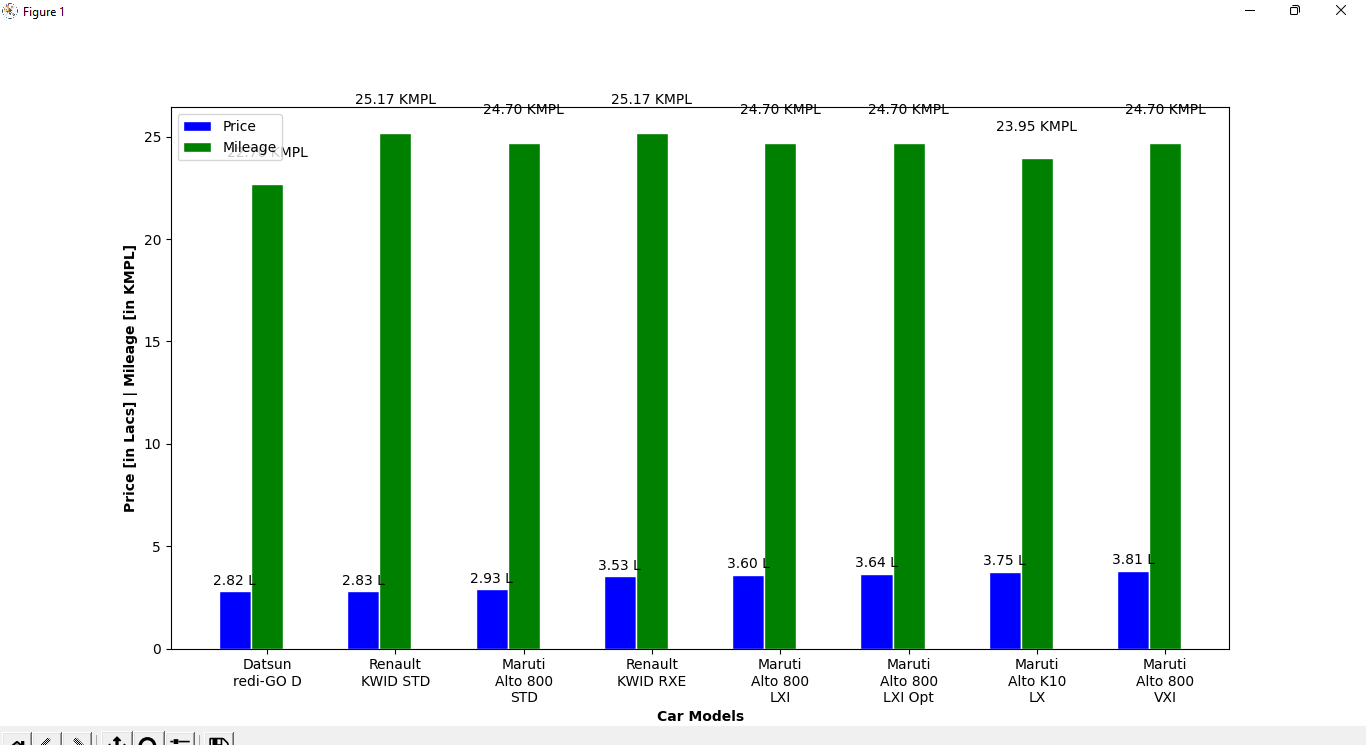 Figure 1
25.17 KMPL
24.70 KMPL
25.17 KMPL
24.70 KMPL
24.70 KMPL
23.95 KMPL
24.70 KMPL
Price
Mileage
KMPL
25
20
15
10
5
0
Price [in Lacs] | Mileage [in KMPL]
2.82 L
2.83 L
2.93 L
3.53 L
3.60 L
3.64 L
3.75 L
3.81 L
Datsun
redi-GO D
Renault
KWID STD
Maruti
Alto 800
STD
Renault
KWID RXE
Maruti
Alto 800
LXI
Maruti
Alto 800
LXI Opt
Maruti
Alto K10
LX
Maruti
Alto 800
VXI
Car Models